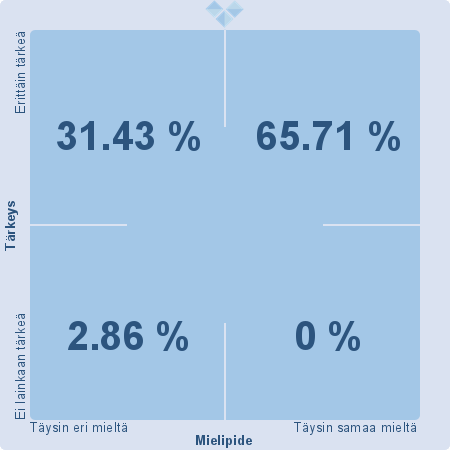 Erittäin tärkeä
31.43 %
65.71 %
Tärkeys
Ei lainkaan tärkeä
2.86 %
0 %
Täysin eri mieltä
Täysin samaa mieltä
Mielipide